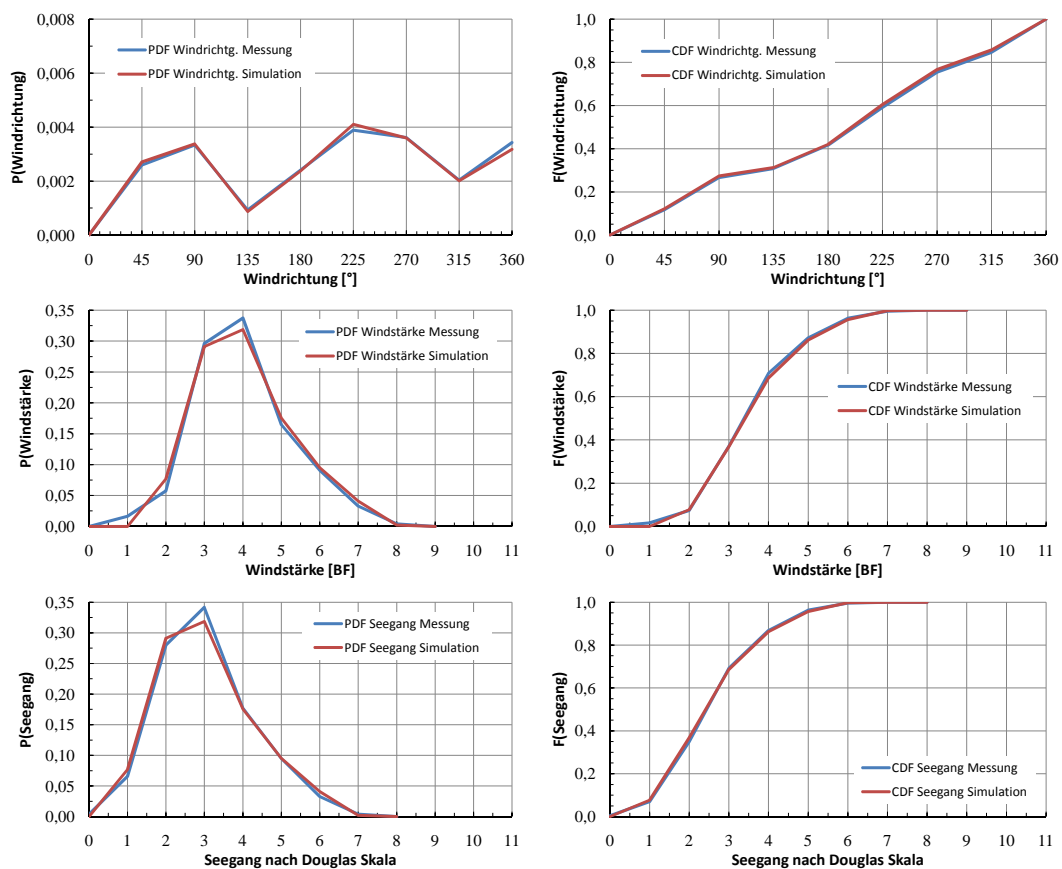 0,008
0,006
0,004
0,002
0,000
P(Windrichtung)
PDF Windrichtg. Messung
PDF Windrichtg. Simulation
0 45 90 135 180 225 270 315 360
Windrichtung [°]
1,0
0,8
0,6
0,4
0,2
0,0
F(Windrichtung)
CDF Windrichtg. Messung
CDF Windrichtg. Simulation
0 45 90 135 180 225 270 315 360
Windrichtung [°]
0,35
0,30
0,25
0,20
0,15
0,10
0,05
0,00
P(Windstärke)
PDF Windstärke Messung
PDF Windstärke Simulation
0 1 2 3 4 5 6 7 8 9 10 11
Windstärke [BF]
1,0
0,8
0,6
0,4
0,2
0,0
F(Windstärke)
CDF Windstärke Messung
CDF Windstärke Simulation
0 1 2 3 4 5 6 7 8 9 10 11
Windstärke [BF]
0,35
0,30
0,25
0,20
0,15
0,10
0,05
0,00
P(Seegang)
PDF Seegang Messung
PDF Seegang Simulation
0 1 2 3 4 5 6 7 8 9 10 11
Seegang nach Douglas Skala
1,0
0,8
0,6
0,4
0,2
0,0
F(Seegang)
CDF Seegang Messung
CDF Seegang Simulation
0 1 2 3 4 5 6 7 8 9 10 11
Seegang nach Douglas Skala